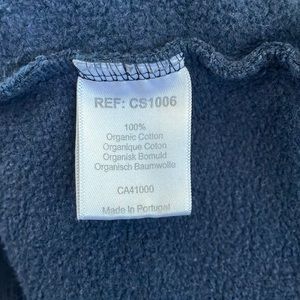 REF: CS1006
100%
Organic Cotton
Organique Coton
Organisk Bomuld
Organisch Baumwolle
CA41000
Made In Portugal